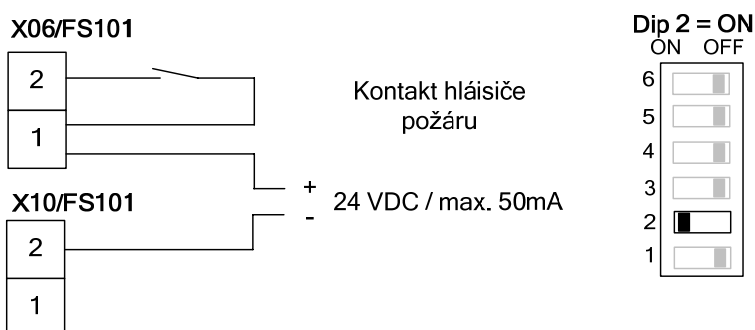 X06/FS101
2
1
Kontakt hláisiče
požáru
+
24 VDC / max. 50mA
-
X10/FS101
2
1
Dip 2 = ON
ON OFF
6
5
4
3
2
1